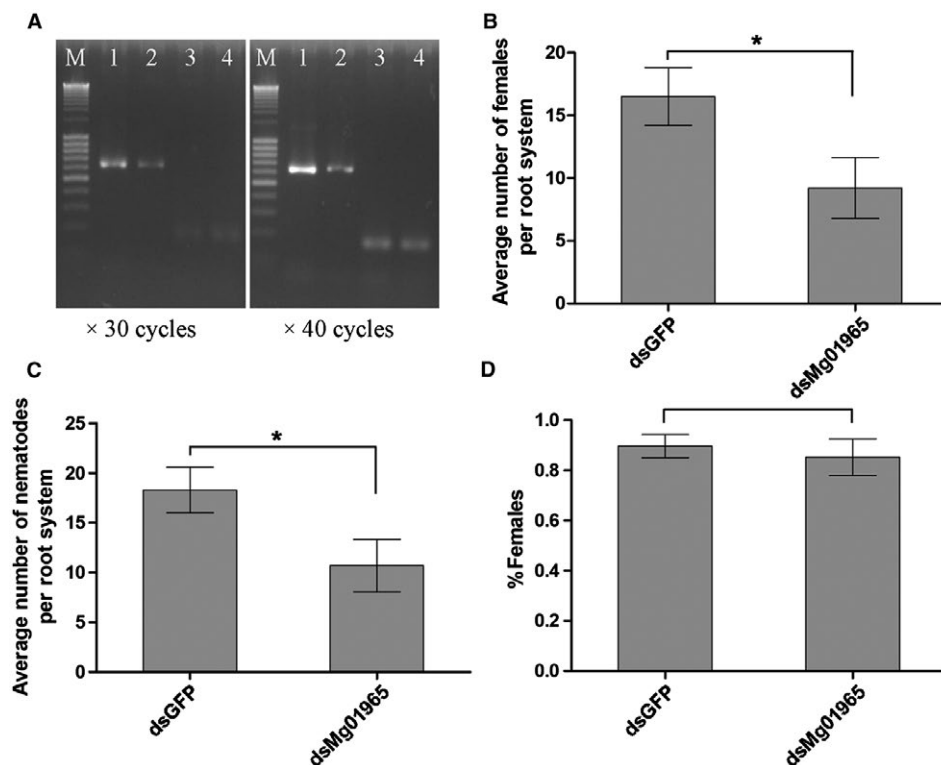 A
M 1 2 3 4 M 1 2 3 4
× 30 cycles × 40 cycles
B
Average number of females
per root system
20
15
10
5
0
*
dsGFP
dsMg01965
C
Average number of nematodes
per root system
25
20
15
10
5
0
*
dsGFP
dsMg01965
D
% Females
1.0
0.8
0.6
0.4
0.2
0.0
dsGFP
dsMg01965